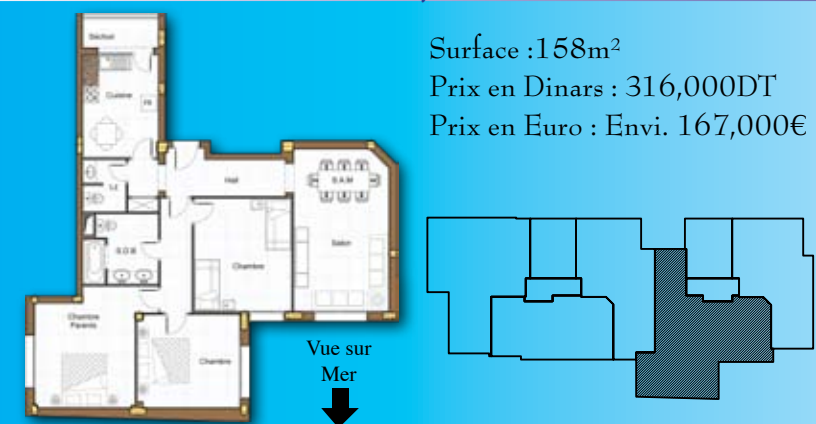 Surface :158m²
Prix en Dinars : 316,000DT
Prix en Euro : Envi. 167,000€
Séchoir
Cuisine
FR
Hall
S.A.M
S.D.B
Chambre
Salon
Chambre
Parents
Chambre
Vue sur
Mer